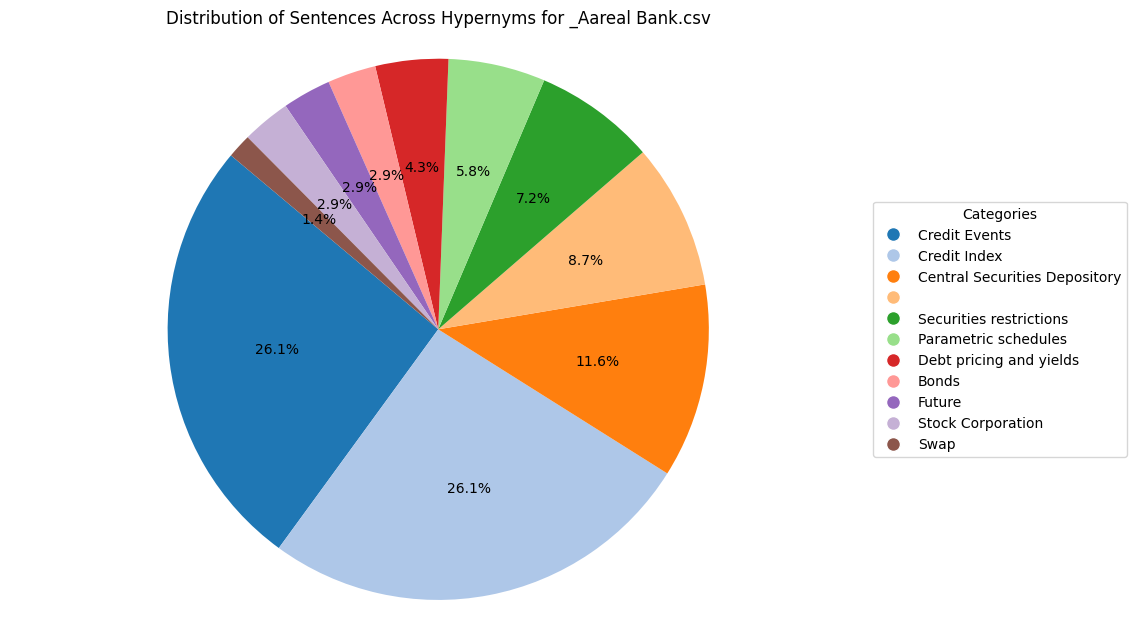 Distribution of Sentences Across Hypernyms for _Aareal Bank.csv
4.3%
5.8%
2.9%
2.9%
7.2%
2.9%
1.4%
8.7%
26.1%
11.6%
26.1%
Categories
Credit Events
Credit Index
Central Securities Depository
Securities restrictions
Parametric schedules
Debt pricing and yields
Bonds
Future
Stock Corporation
Swap